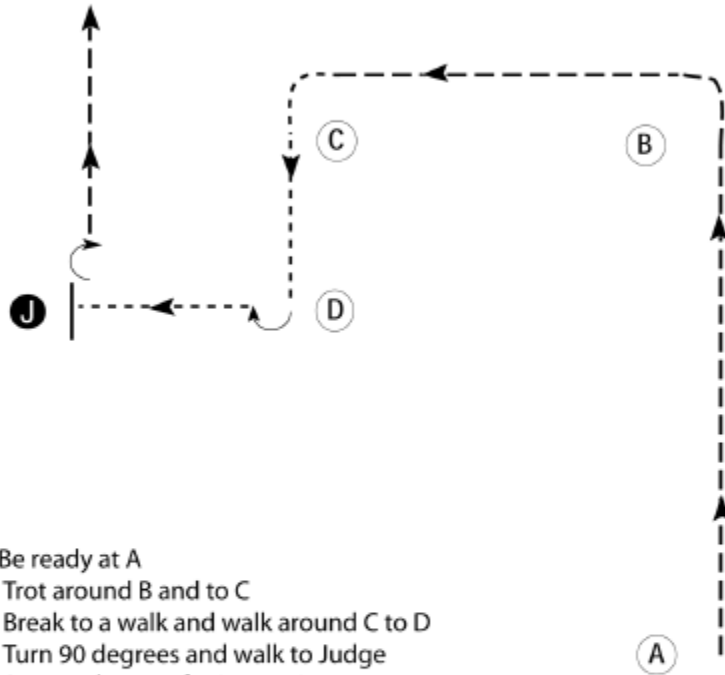 C
B
J
D
Be ready at A
Trot around B and to C
Break to a walk and walk around C to D
Turn 90 degrees and walk to Judge
A